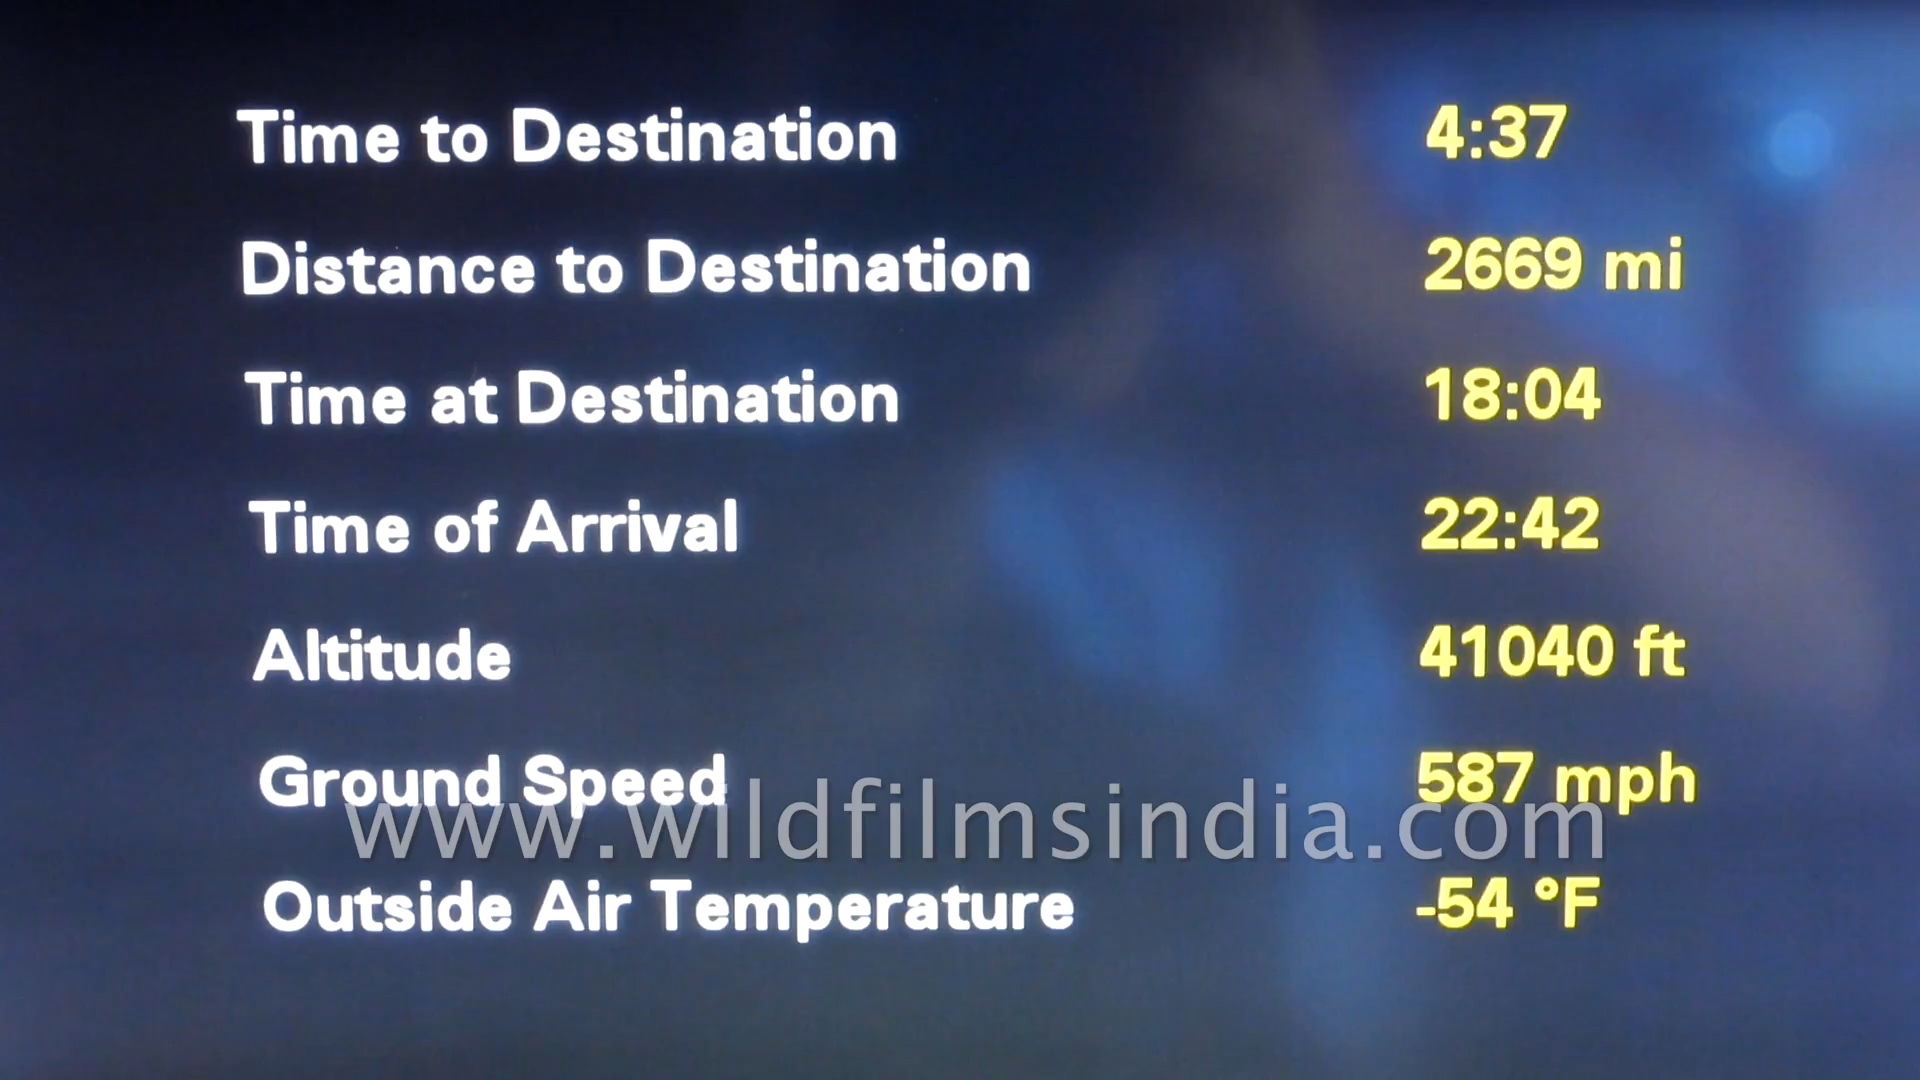 Time to Destination 4:37
Distance to Destination 2669 mi
Time at Destination 18:04
Time of Arrival 22:42
Altitude 41040 ft
Ground Speed 587 mph
www.wildfilmsindia.com
Outside Air Temperature -54 °F